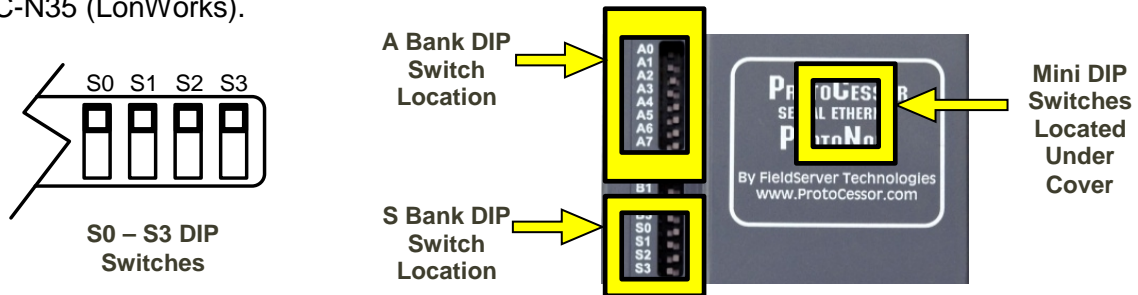 C-N35 (LonWorks).
S0 S1 S2 S3
S0 – S3 DIP
Switches
A Bank DIP
Switch
Location
S Bank DIP
Switch
Location
A0
A1
A2
A3
A4
A5
A6
A7
B1
S0
S1
S2
S3
By FieldServer Technologies
www.ProtoCessor.com
Mini DIP
Switches
Located
Under
Cover